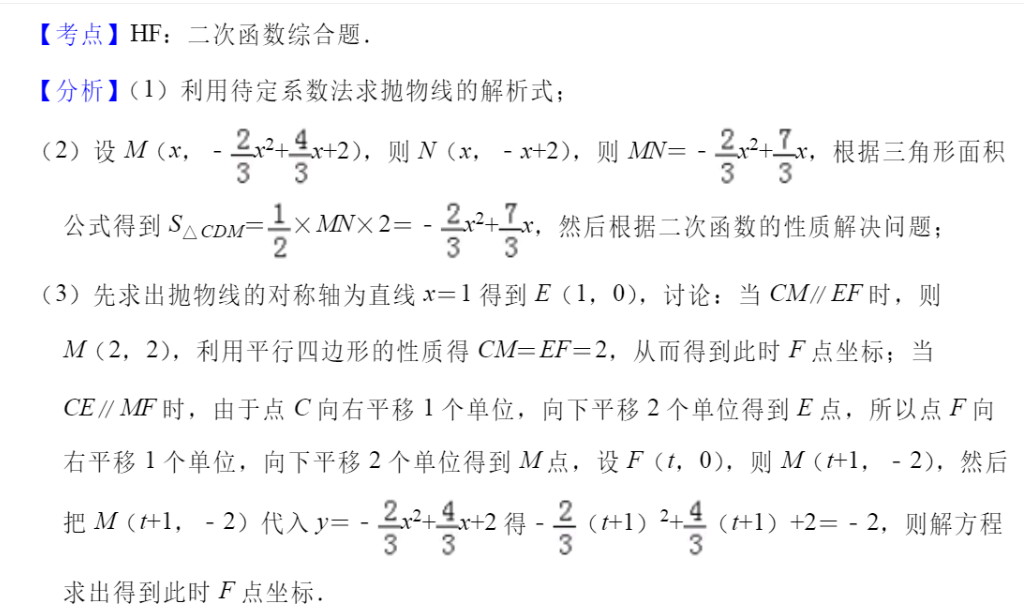 【考点】HF：二次函数综合题．
【分析】（1）利用待定系数法求抛物线的解析式；
（2）设 M（x，﹣2/3x²+4/3x+2），则 N（x，﹣x+2），则 MN=﹣2/3x²+7/3x，根据三角形面积
公式得到 S△CDM=1/2×MN×2=﹣2/3x²+7/3x，然后根据二次函数的性质解决问题；
（3）先求出抛物线的对称轴为直线 x=1 得到 E（1，0），讨论：当 CM∥EF 时，则
M（2，2），利用平行四边形的性质得 CM=EF=2，从而得到此时 F 点坐标；当
CE∥MF 时，由于点 C 向右平移 1 个单位，向下平移 2 个单位得到 E 点，所以点 F 向
右平移 1 个单位，向下平移 2 个单位得到 M 点，设 F（t，0），则 M（t+1，﹣2），然后
把 M（t+1，﹣2）代入 y=﹣2/3x²+4/3x+2 得﹣2/3（t+1）²+4/3（t+1）+2=﹣2，则解方程
求出得到此时 F 点坐标．